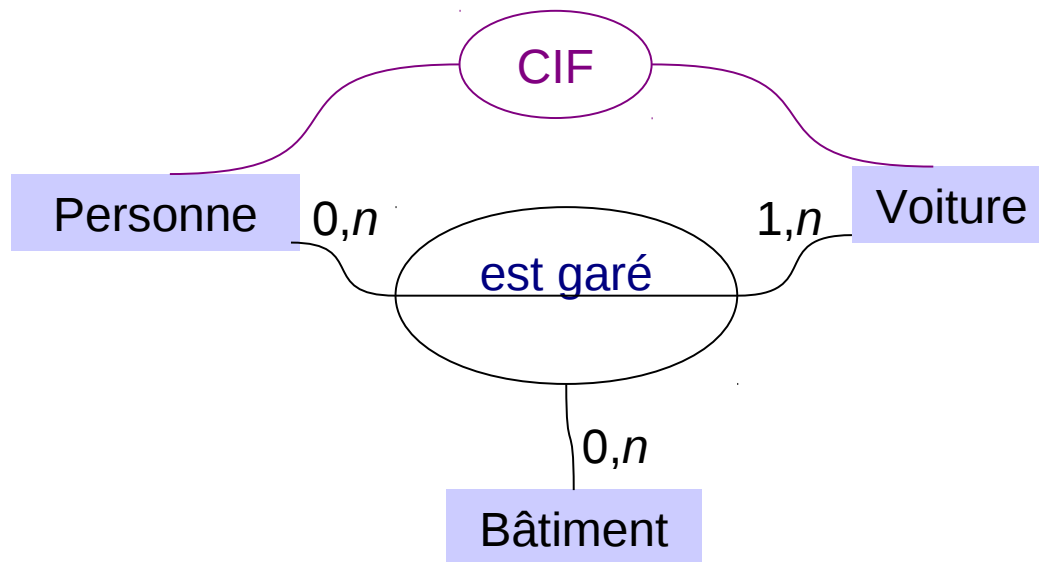 CIF
Personne
0,n
1,n
Voiture
est garé
0,n
Bâtiment